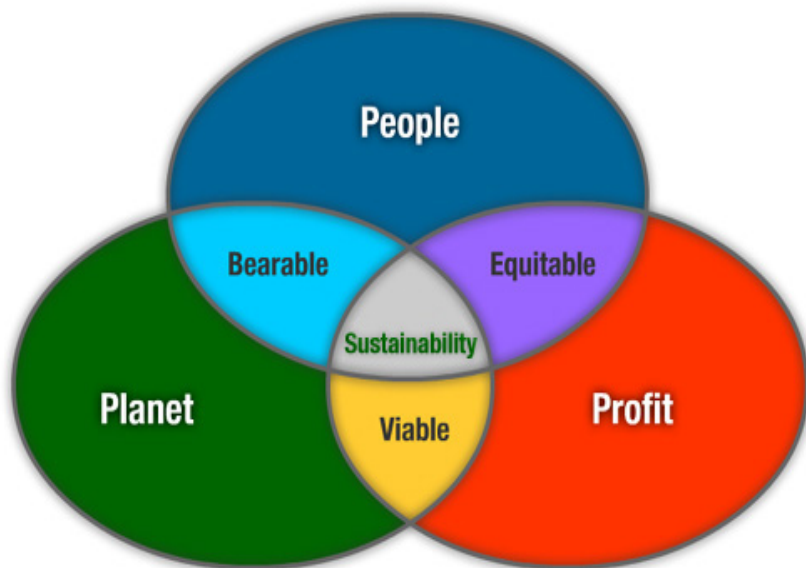 People
Bearable
Equitable
Sustainability
Planet
Viable
Profit